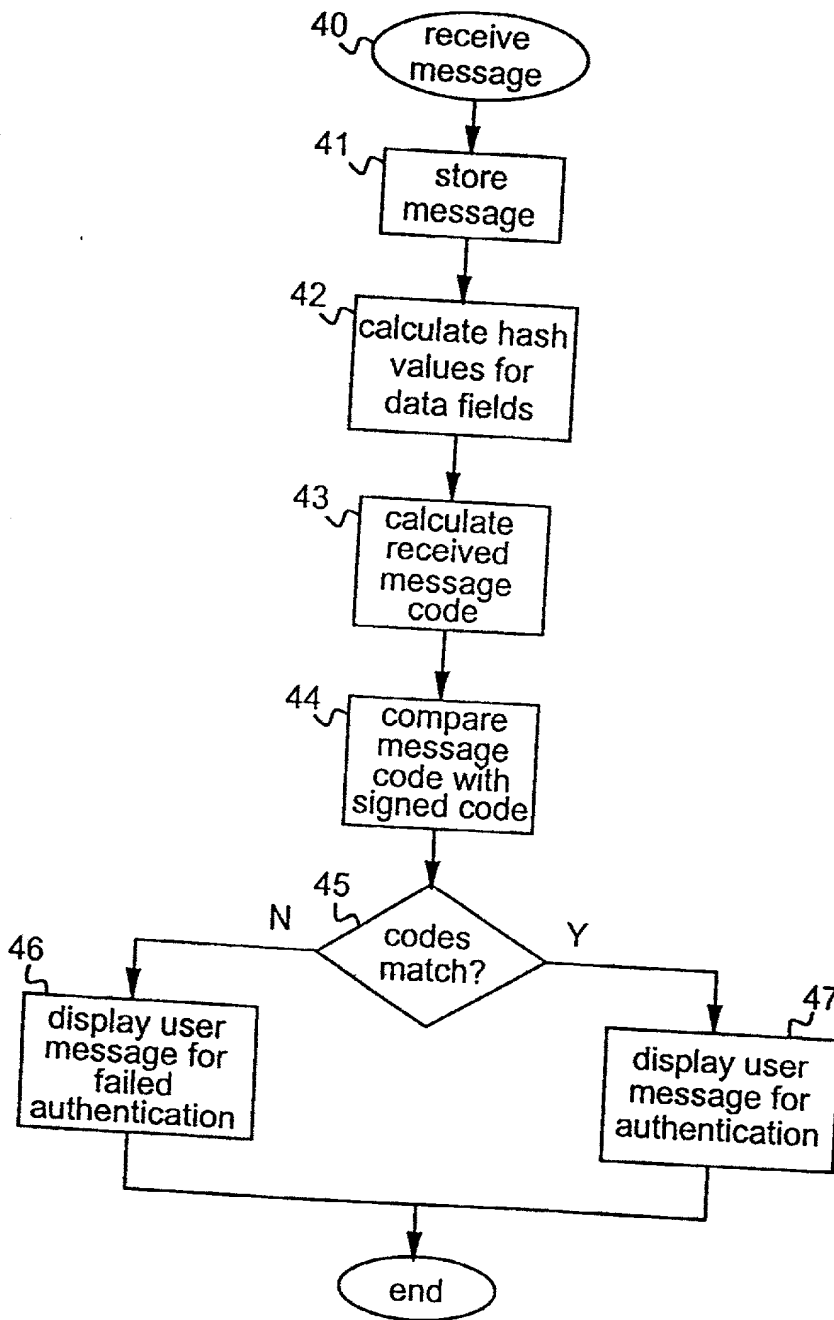 40
receive
message
41
store
message
42
calculate hash
values for
data fields
43
calculate
received
message
code
44
compare
message
code with
signed code
45
N
codes
match?
Y
46
display user
message for
failed
authentication
47
display user
message for
authentication
end